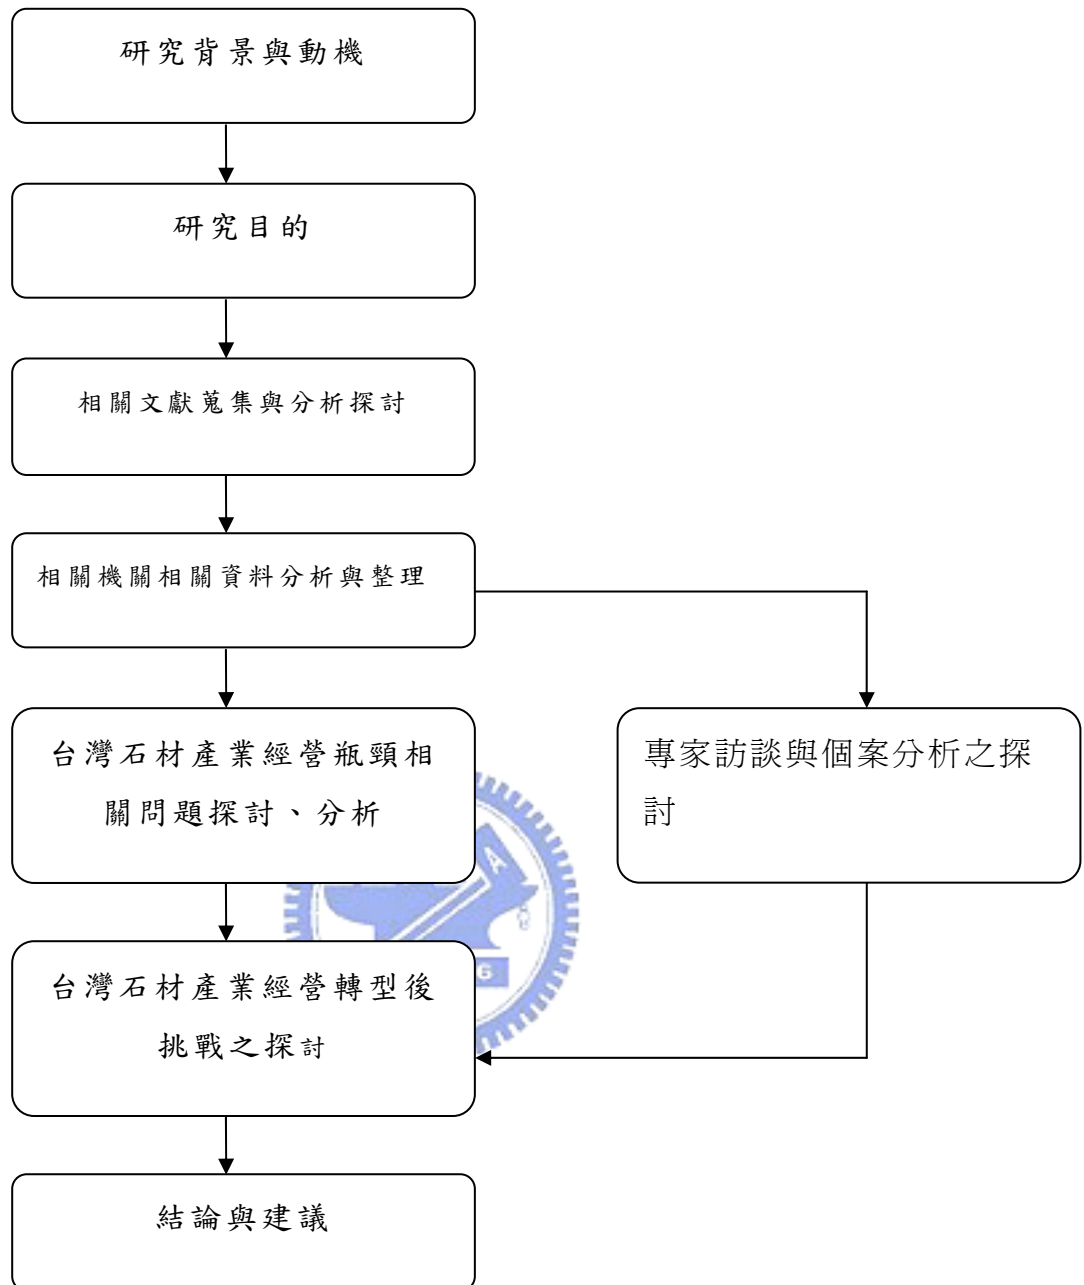 研究背景與動機
研究目的
相關文獻蒐集與分析探討
相關機關相關資料分析與整理
台灣石材產業經營瓶頸相
關問題探討、分析
專家訪談與個案分析之探
討
台灣石材產業經營轉型後
挑戰之探討
結論與建議